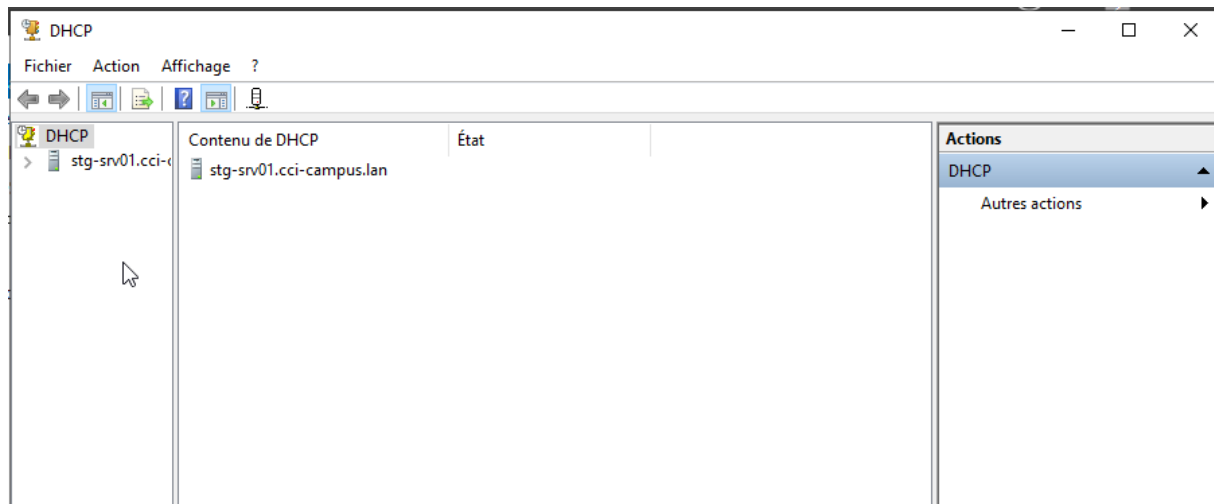 DHCP
Fichier Action Affichage ?
DHCP
stg-srv01.cci-c
Contenu de DHCP État
stg-srv01.cci-campus.lan
Actions
DHCP
Autres actions